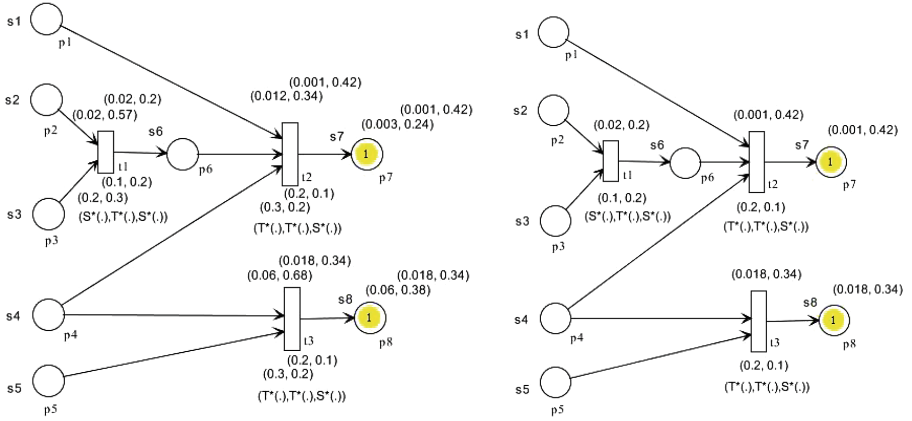 s1
p1
s2
p2
(0.02, 0.2)
(0.02, 0.57)
t1
(0.1, 0.2)
(0.2, 0.3)
(S*(.),T*(.),S*(.))
s3
p3
s6
p6
(0.001, 0.42)
(0.012, 0.34)
t2
(0.2, 0.1)
(0.3, 0.2)
(T*(.),T*(.),S*(.))
s7
(0.001, 0.42)
(0.003, 0.24)
1
p7
s4
p4
s5
p5
(0.018, 0.34)
(0.06, 0.68)
t3
(0.2, 0.1)
(0.3, 0.2)
(T*(.),T*(.),S*(.))
s8
(0.018, 0.34)
(0.06, 0.38)
1
p8
s1
p1
s2
p2
(0.02, 0.2)
t1
(0.1, 0.2)
(S*(.),T*(.),S*(.))
s3
p3
s6
p6
(0.001, 0.42)
t2
(0.2, 0.1)
(T*(.),T*(.),S*(.))
s7
(0.001, 0.42)
1
p7
s4
p4
s5
p5
(0.018, 0.34)
t3
(0.2, 0.1)
(T*(.),T*(.),S*(.))
s8
(0.018, 0.34)
1
p8